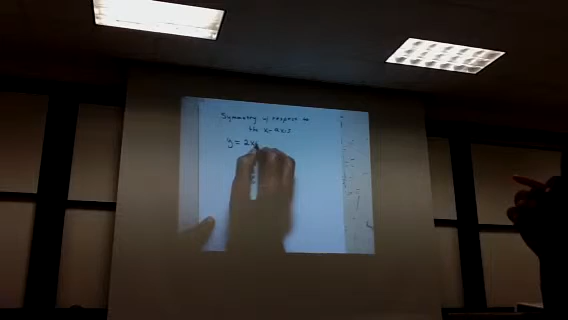 Symmetry w/ respect to
the x-axis
y = 2x